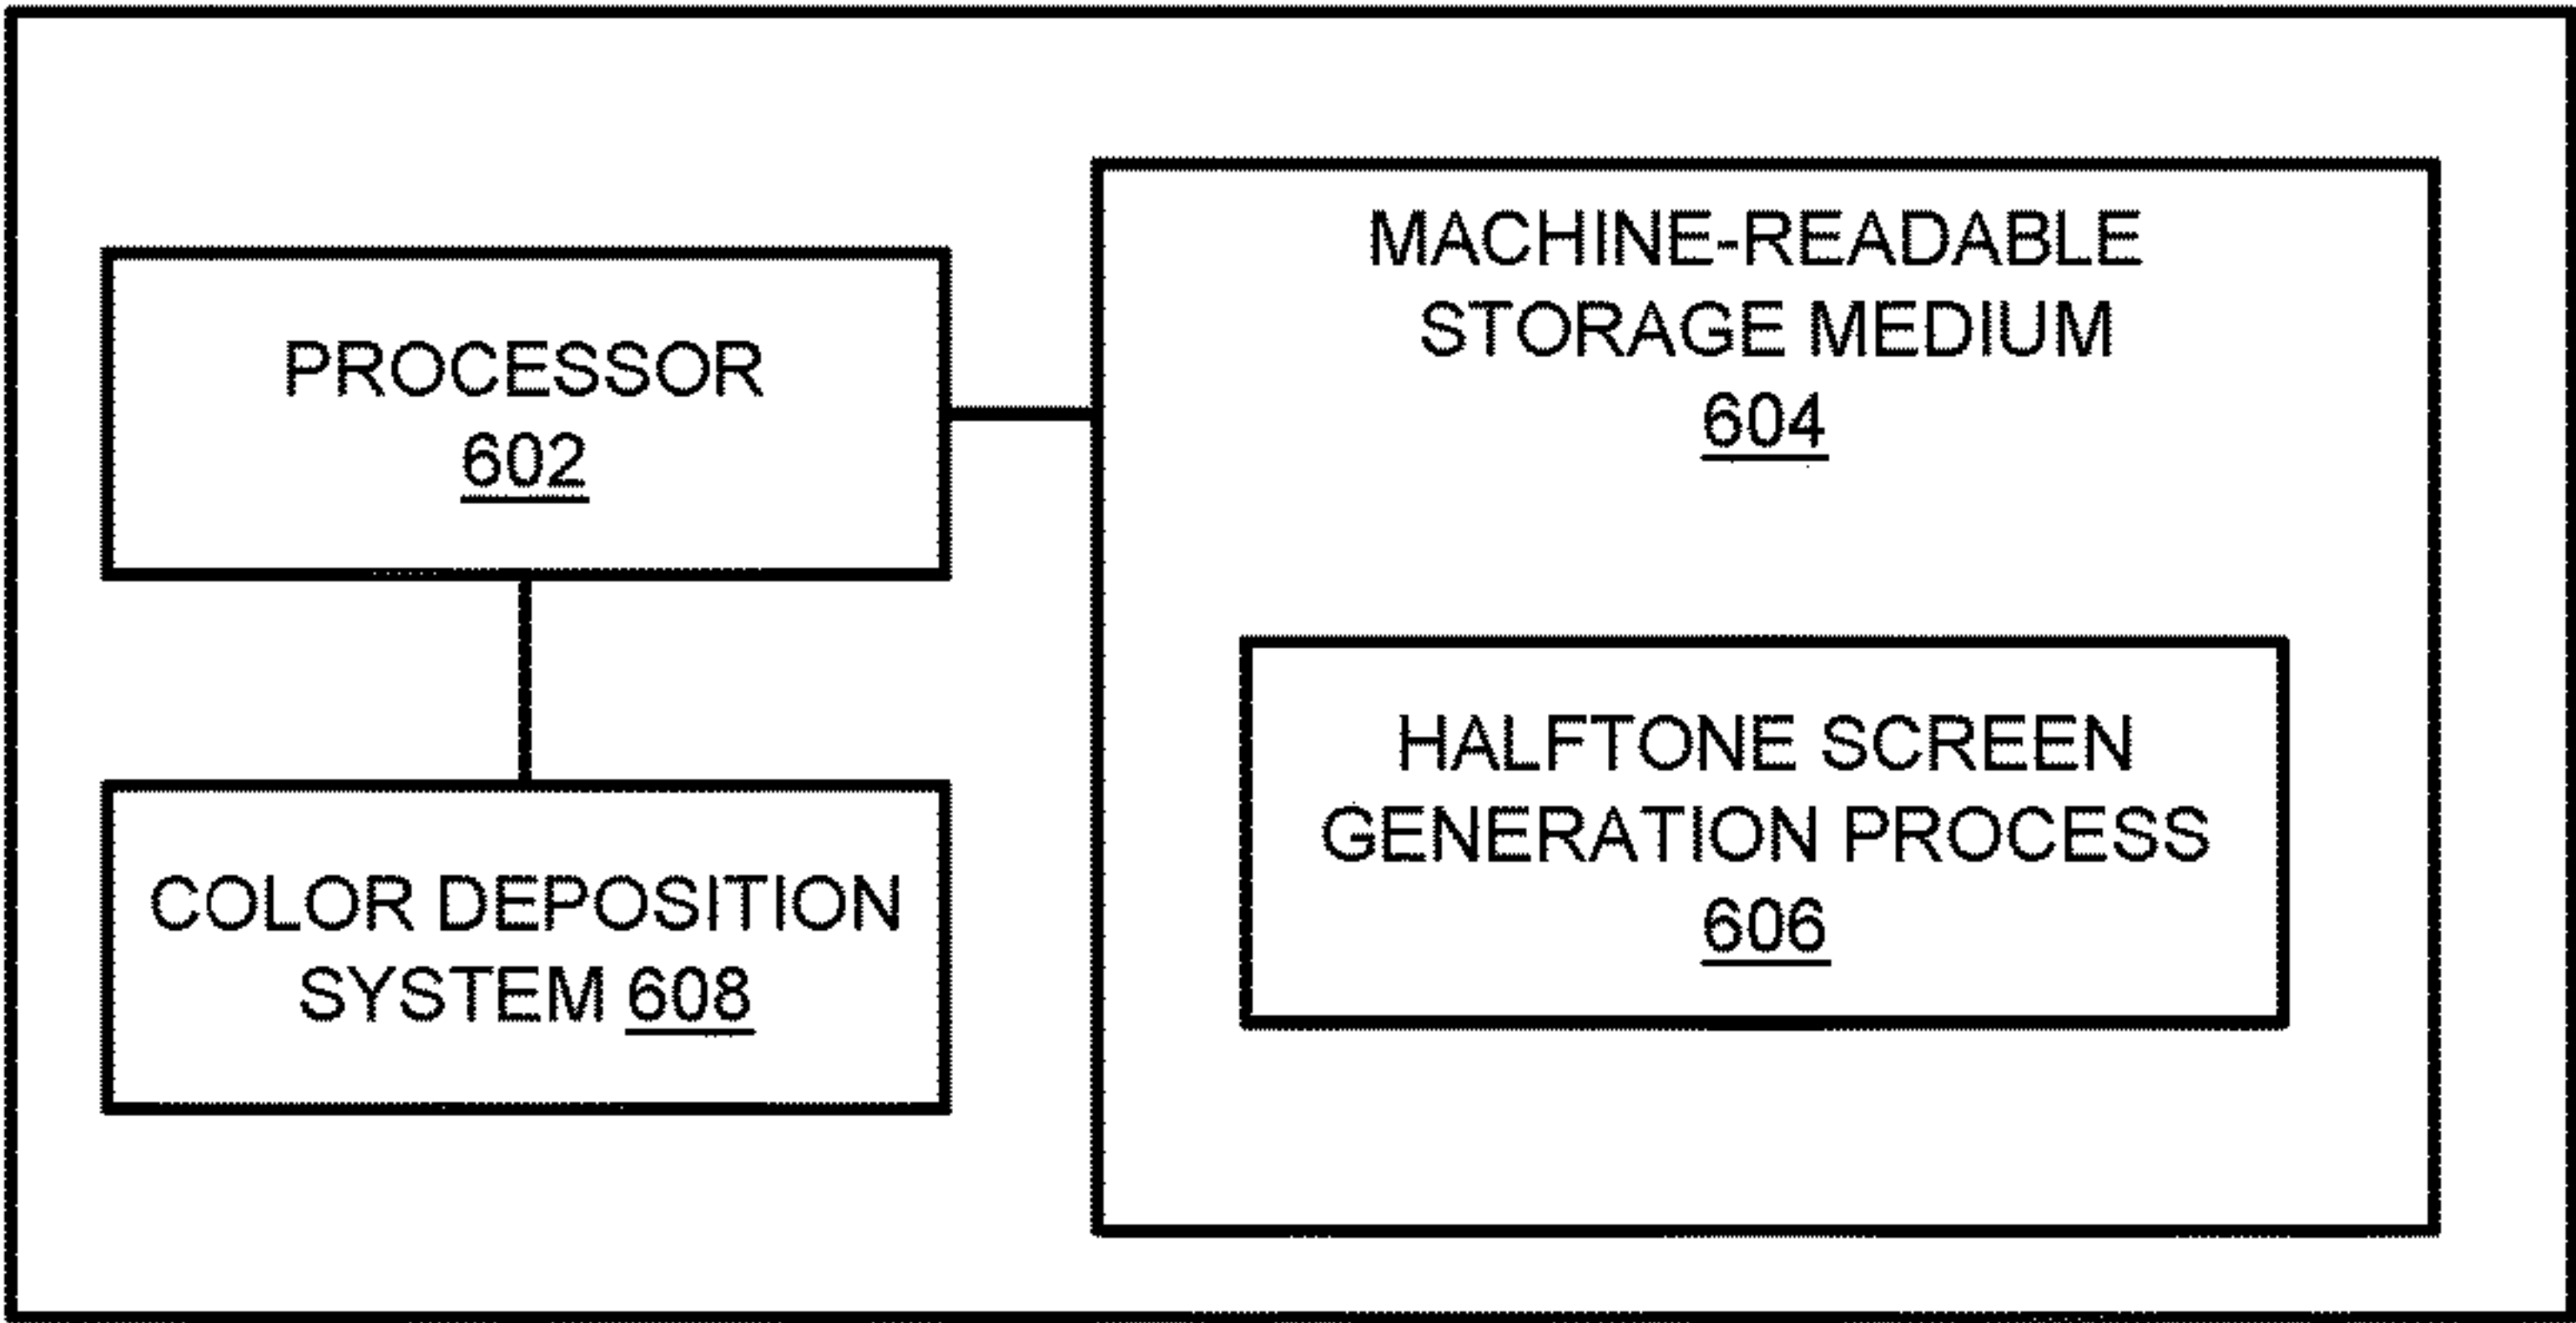 PROCESSOR
602
MACHINE-READABLE
STORAGE MEDIUM
604
HALFTONE SCREEN
GENERATION PROCESS
606
COLOR DEPOSITION
SYSTEM 608